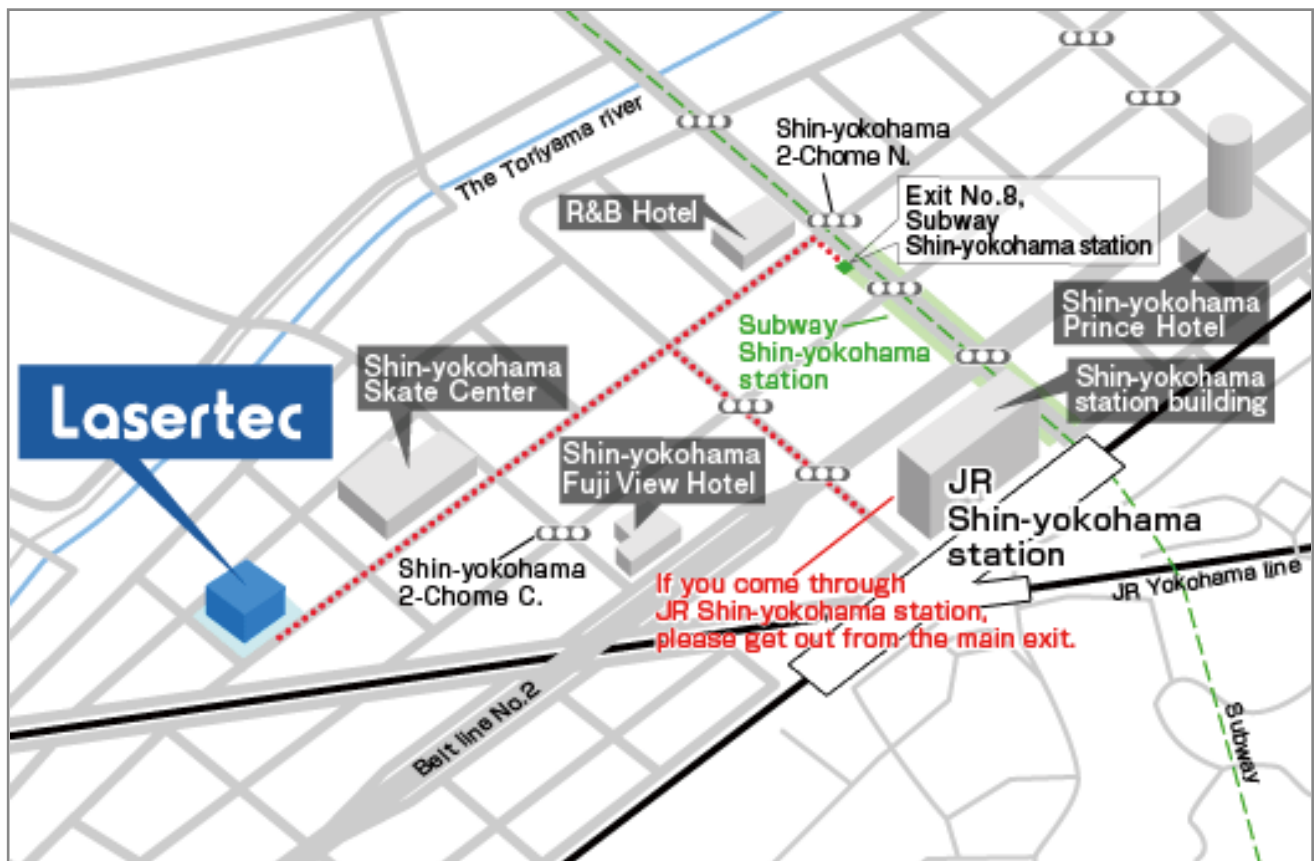 The Toriyama river
Shin-yokohama
2-Chome N.
R&B Hotel
Exit No.8,
Subway
Shin-yokohama station
Shin-yokohama
Prince Hotel
Subway
Shin-yokohama
station
Shin-yokohama
station building
Shin-yokohama
Skate Center
Lasertec
Shin-yokohama
Fuji View Hotel
JR
Shin-yokohama
station
Shin-yokohama
2-Chome C.
If you come through
JR Shin-yokohama station,
please get out from the main exit.
JR Yokohama line
Belt line No.2
Subway